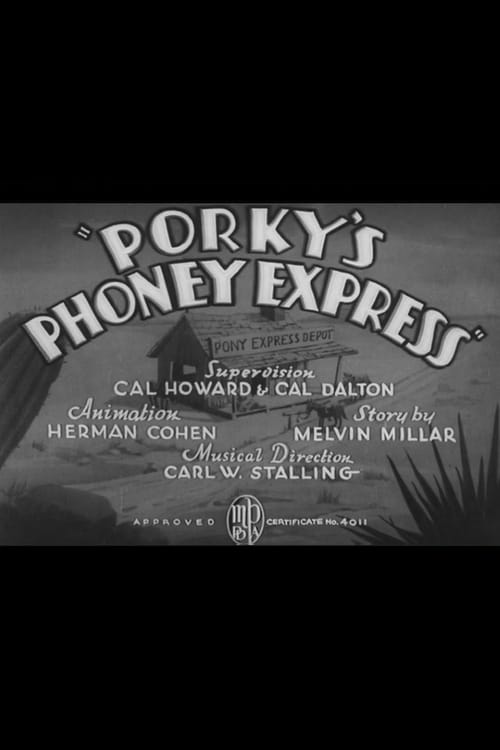 "PORKY'S
PHONEY EXPRESS"
PONY EXPRESS DEPOT
Supervision
CAL HOWARD & CAL DALTON
Animation
HERMAN COHEN
Story by
MELVIN MILLAR
Musical Direction
CARL W. STALLING
APPROVED MPPDA CERTIFICATE No. 4011